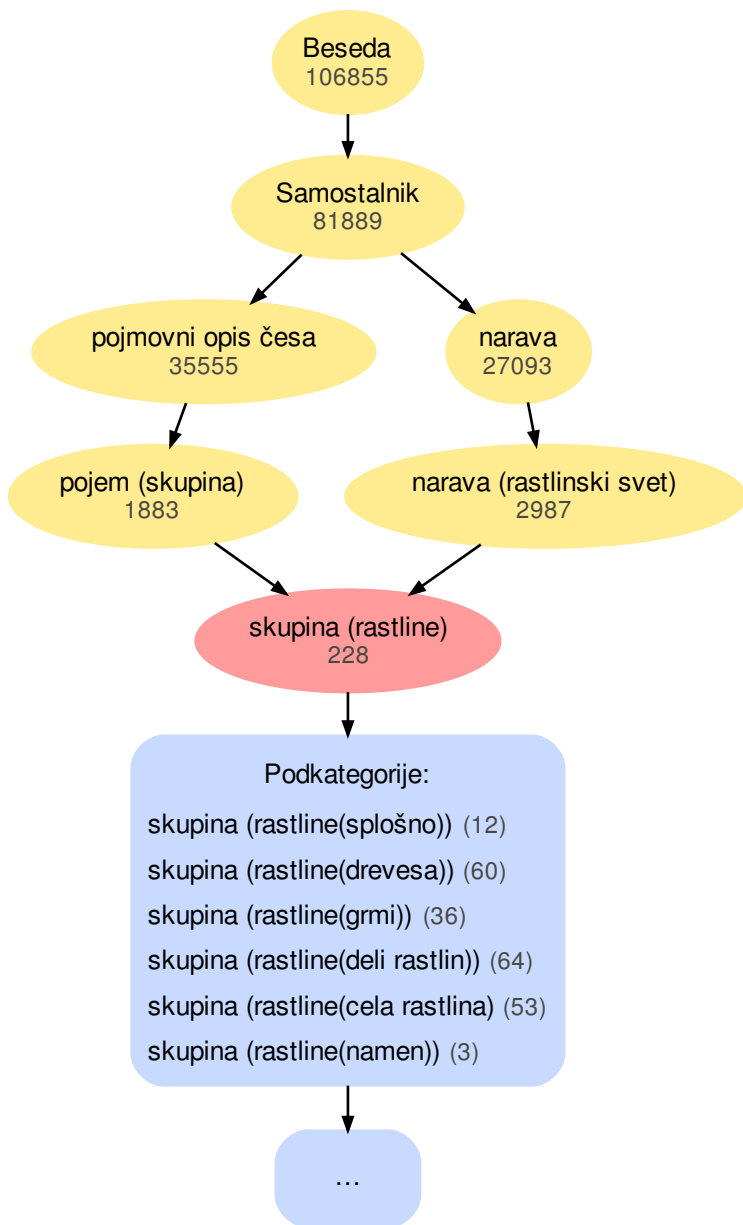 Beseda
106855
Samostalnik
81889
pojmovni opis česa
35555
narava
27093
pojem (skupina)
1883
narava (rastlinski svet)
2987
skupina (rastline)
228
Podkategorije:
skupina (rastline(splošno)) (12)
skupina (rastline(drevesa)) (60)
skupina (rastline(grmi)) (36)
skupina (rastline(deli rastlin)) (64)
skupina (rastline(cela rastlina) (53)
skupina (rastline(namen)) (3)
...